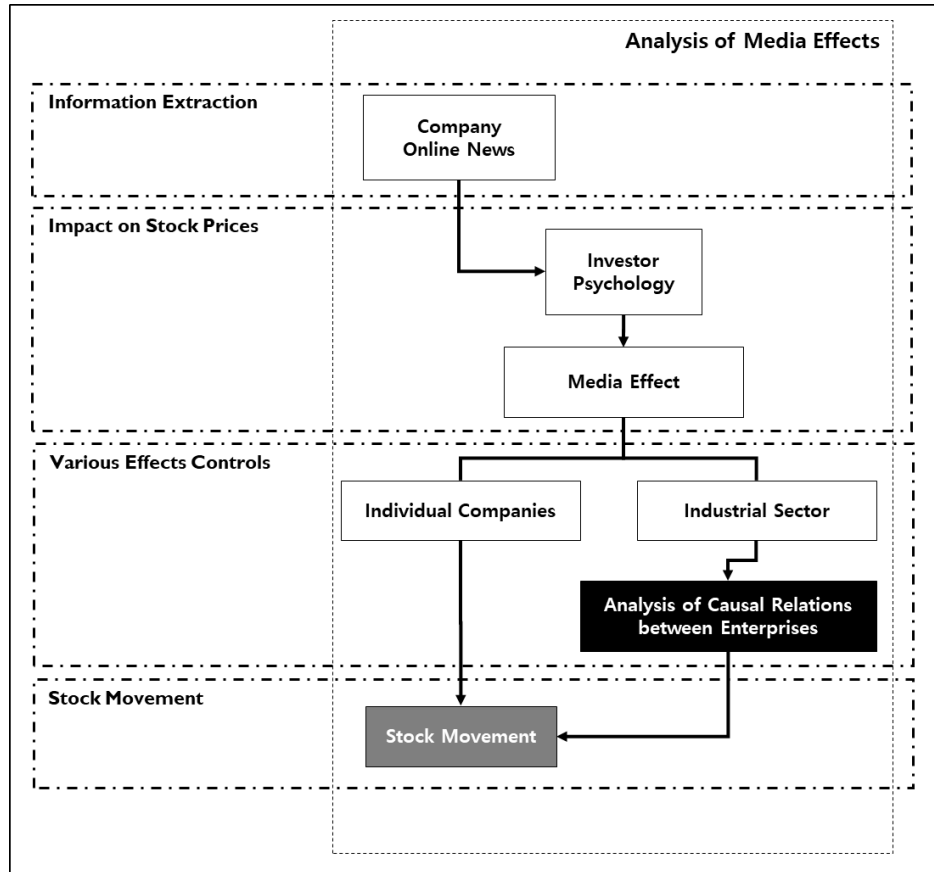 Analysis of Media Effects
Information Extraction
Company
Online News
Impact on Stock Prices
Investor
Psychology
Media Effect
Various Effects Controls
Individual Companies
Industrial Sector
Analysis of Causal Relations
between Enterprises
Stock Movement
Stock Movement